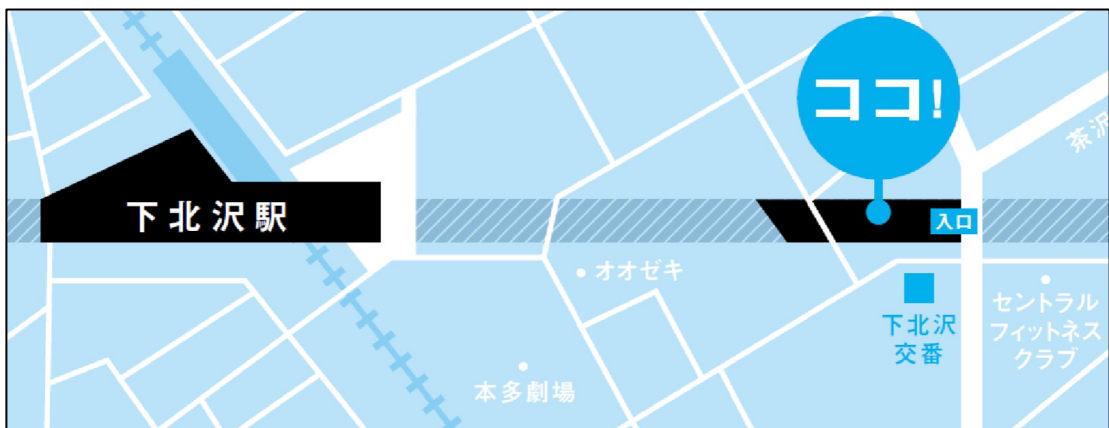 ココ!
茶沢
下北沢駅
入口
オオゼキ
下北沢
交番
セントラル
フィットネス
クラブ
本多劇場